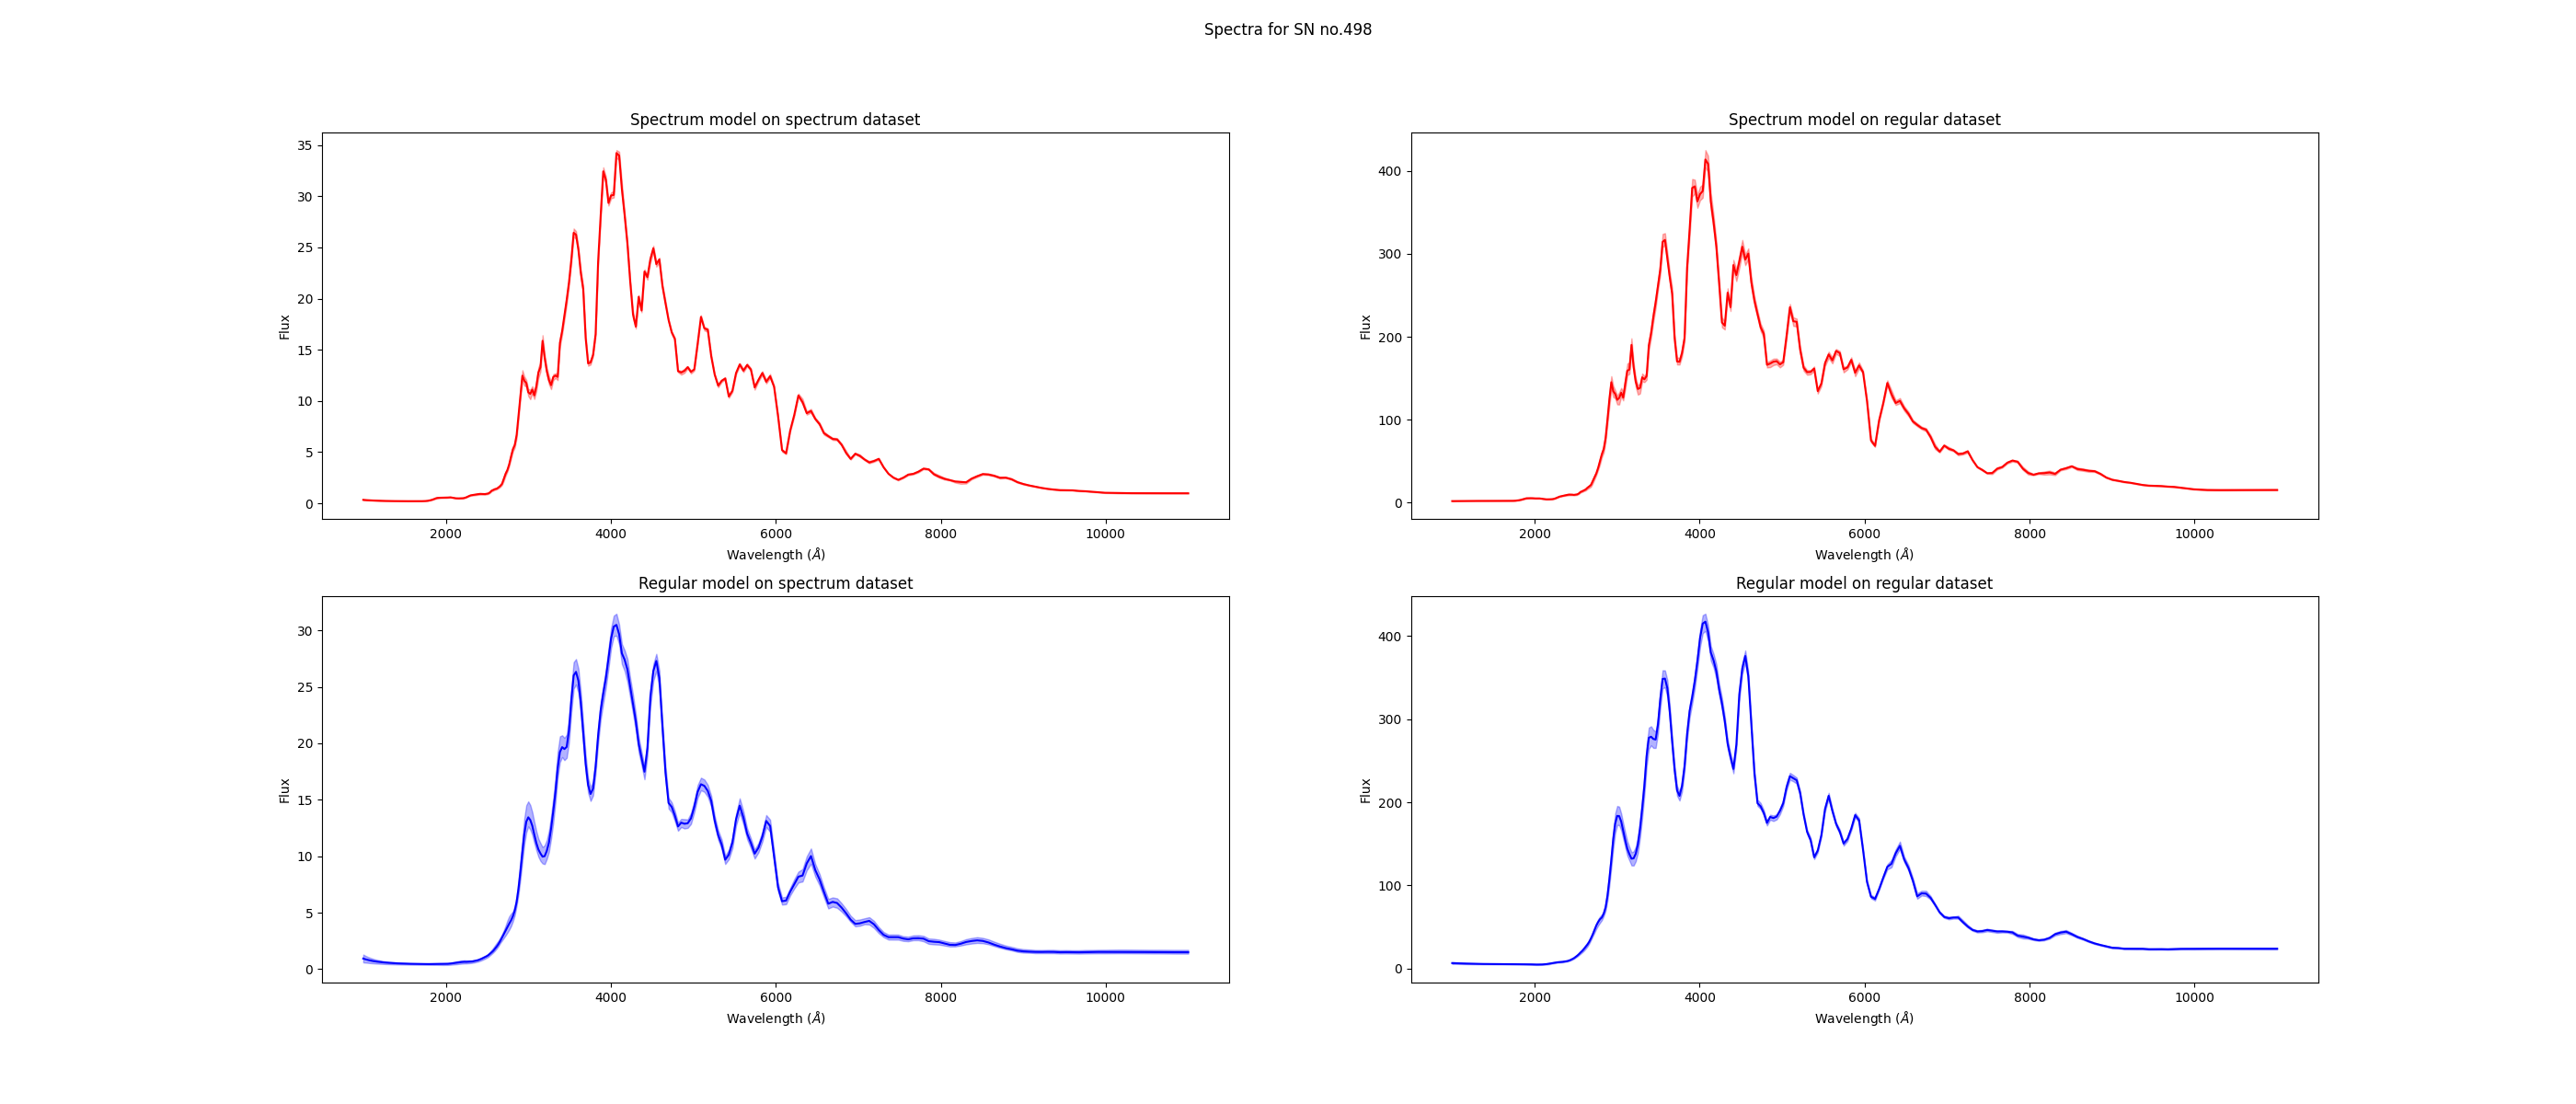 Spectra for SN no.498
Spectrum model on spectrum dataset
35
30
25
20
15
10
5
0
Flux
2000 4000 6000 8000 10000
Wavelength (Å)
Spectrum model on regular dataset
400
300
200
100
0
Flux
2000 4000 6000 8000 10000
Wavelength (Å)
Regular model on spectrum dataset
30
25
20
15
10
5
0
Flux
2000 4000 6000 8000 10000
Wavelength (Å)
Regular model on regular dataset
400
300
200
100
0
Flux
2000 4000 6000 8000 10000
Wavelength (Å)